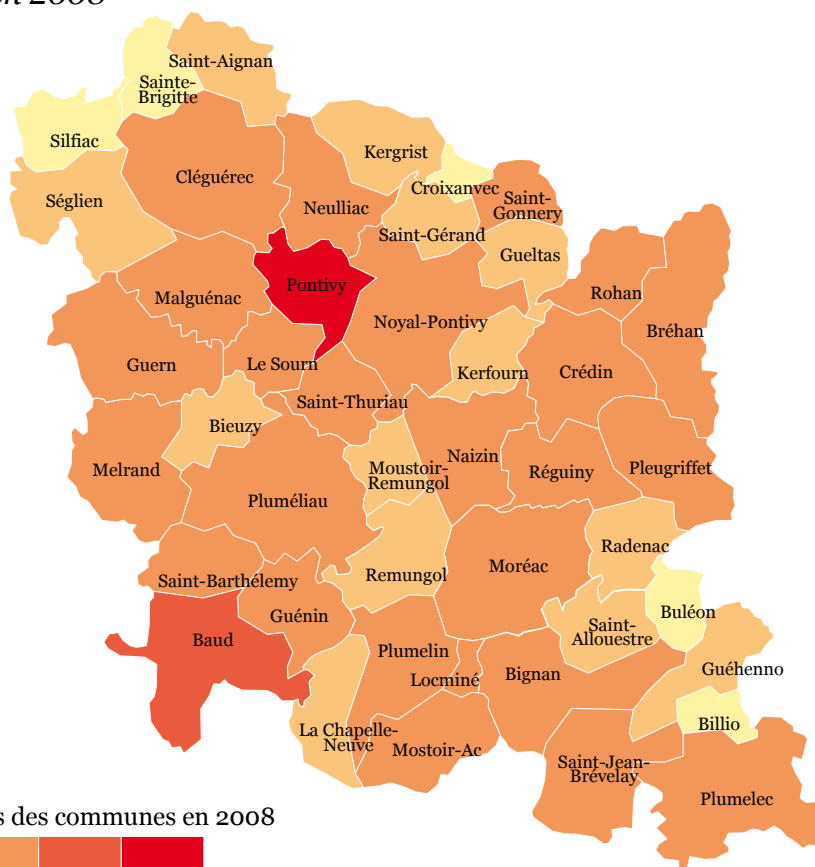 en 2008
Saint-Aignan
Sainte-
Brigitte
Silfiac
Kergrist
Cléguérec
Croixanvec
Séglien
Saint-
Gonnery
Neulliac
Saint-Gérand
Gueltas
Pontivy
Rohan
Malguénac
Noyal-Pontivy
Bréhan
Guern
Le Sourn
Kerfourn
Crédin
Saint-Thuriau
Bieuzy
Naizin
Melrand
Moustoir-
Remungol
Réguiny
Pleugriffet
Pluméliau
Radenac
Moréac
Saint-Barthélemy
Remungol
Guénin
Buléon
Saint-
Allouestre
Baud
Plumelin
Guéhenno
Locminé
Bignan
Billio
La Chapelle-
Neuve
Mostoir-Ac
Saint-Jean-
Brévelay
Plumelec
des communes en 2008